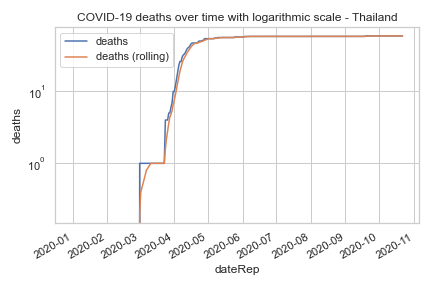 COVID-19 deaths over time with logarithmic scale - Thailand
deaths
deaths (rolling)
10¹
10⁰
deaths
2020-01
2020-02
2020-03
2020-04
2020-05
2020-06
2020-07
2020-08
2020-09
2020-10
2020-11
dateRep